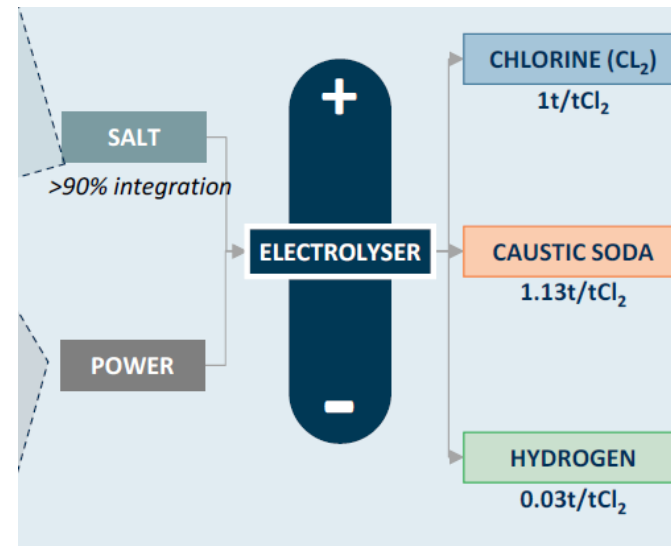 SALT
>90% integration
POWER
+
ELECTROLYSER
-
CHLORINE (CL₂)
1t/tCl₂
CAUSTIC SODA
1.13t/tCl₂
HYDROGEN
0.03t/tCl₂